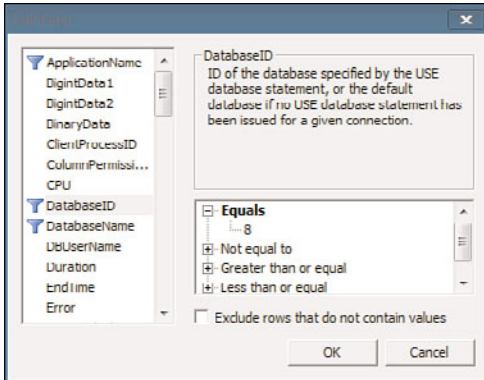 ApplicationName
BigintData1
BigintData2
BinaryData
ClientProcessID
ColumnPermissi...
CPU
DatabaseID
DatabaseName
DBUserName
Duration
EndTime
Error
DatabaseID
ID of the database specified by the USE
database statement, or the default
database if no USE database statement has
been issued for a given connection.
Equals
8
Not equal to
Greater than or equal
Less than or equal
Exclude rows that do not contain values
OK
Cancel